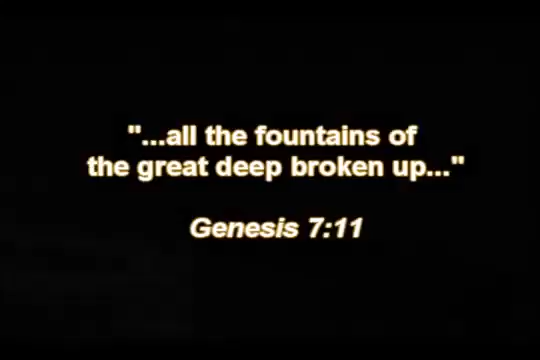 "...all the fountains of
the great deep broken up..."
Genesis 7:11